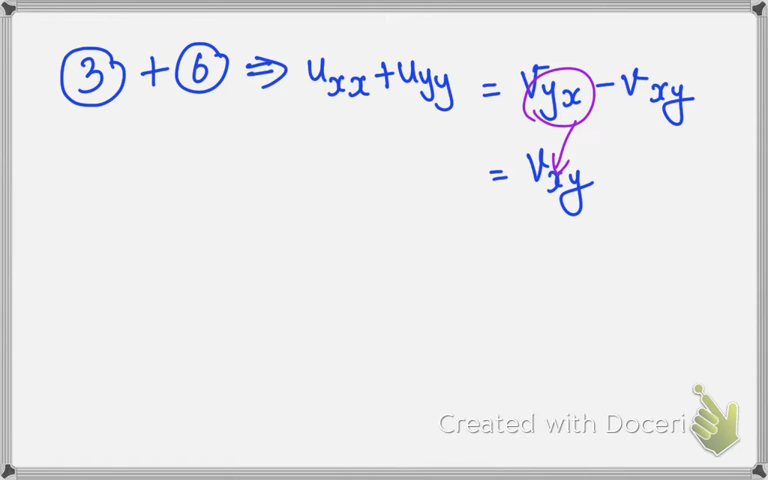 ③ + ⑥ ⇒ uxx + uyy = vyx − vxy
= vxy
Created with Doceri